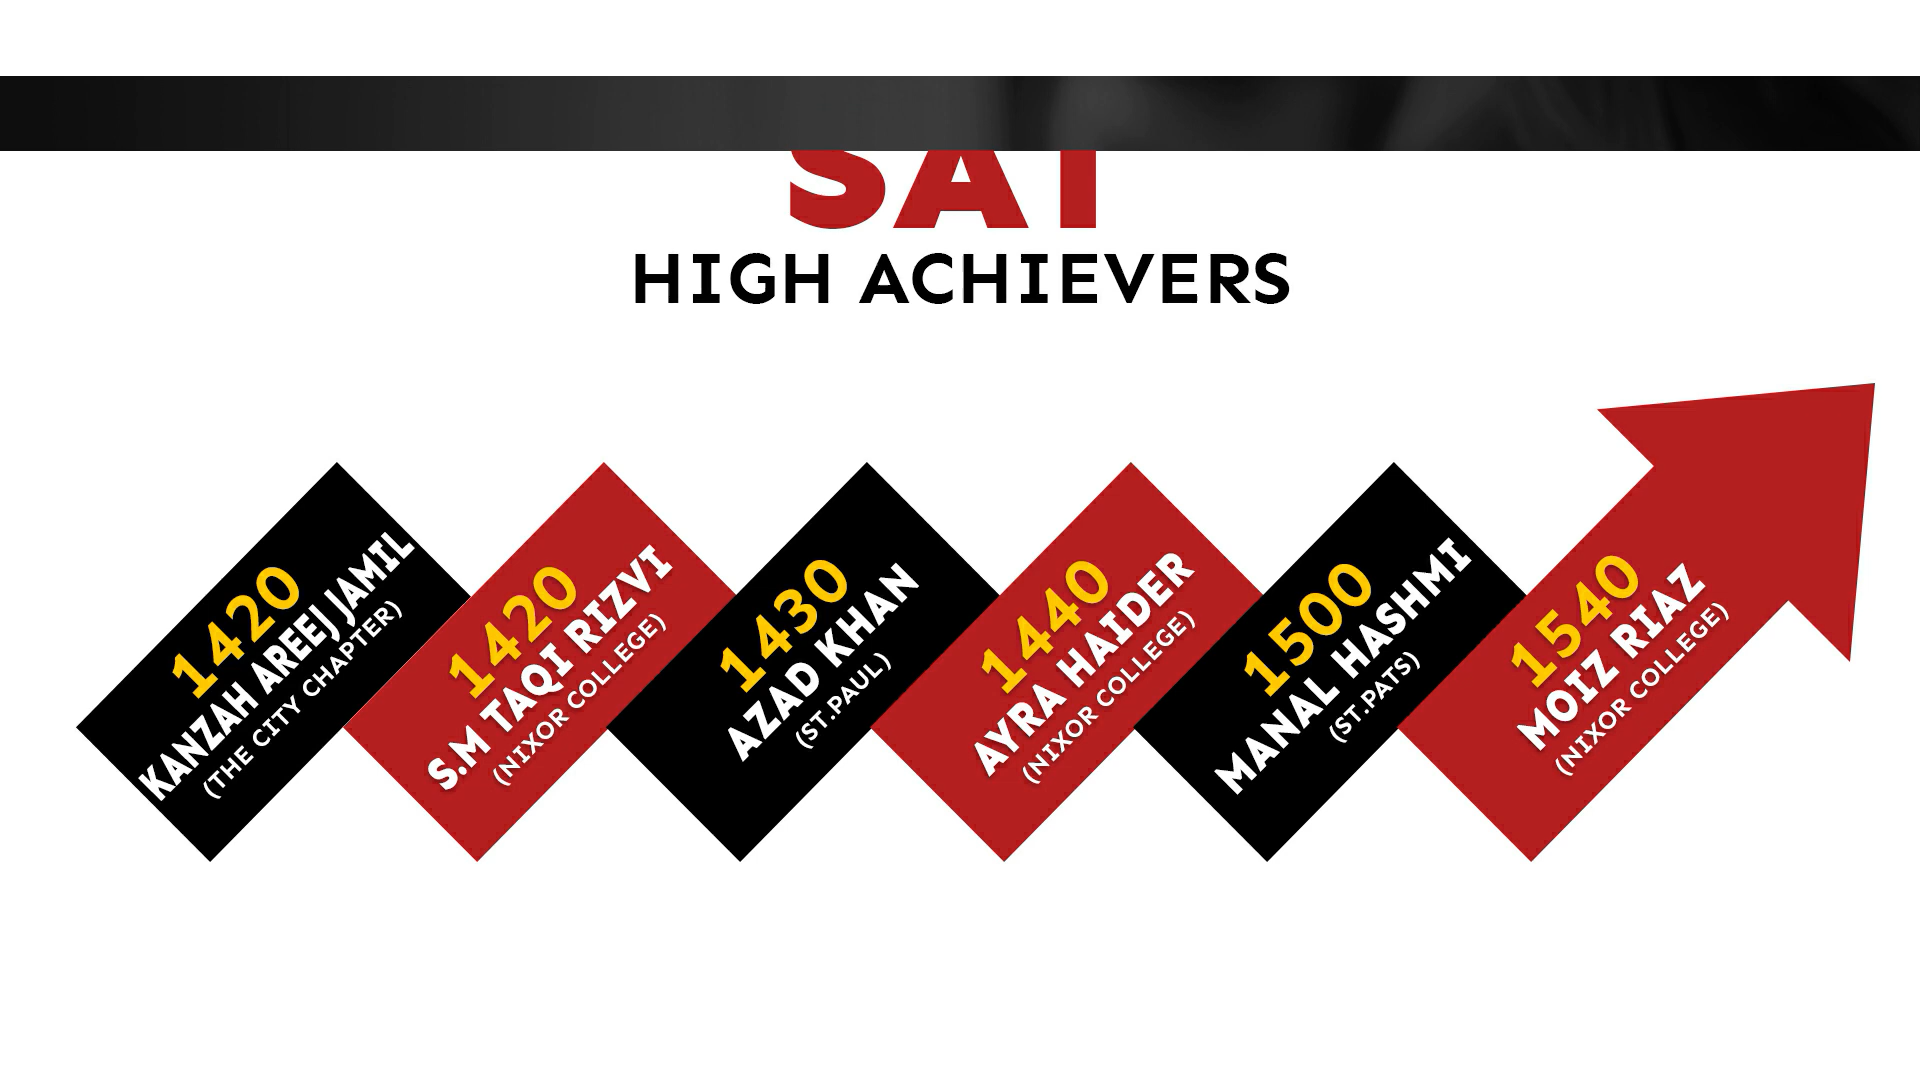 SAT
HIGH ACHIEVERS
1420
KANZAH AREEJ JAMIL
(THE CITY CHAPTER)
1420
S.M TAQI RIZVI
(NIXOR COLLEGE)
1430
AZAD KHAN
(ST.PAUL)
1440
AYRA HAIDER
(NIXOR COLLEGE)
1500
MANAL HASHMI
(ST.PATS)
1540
MOIZ RIAZ
(NIXOR COLLEGE)